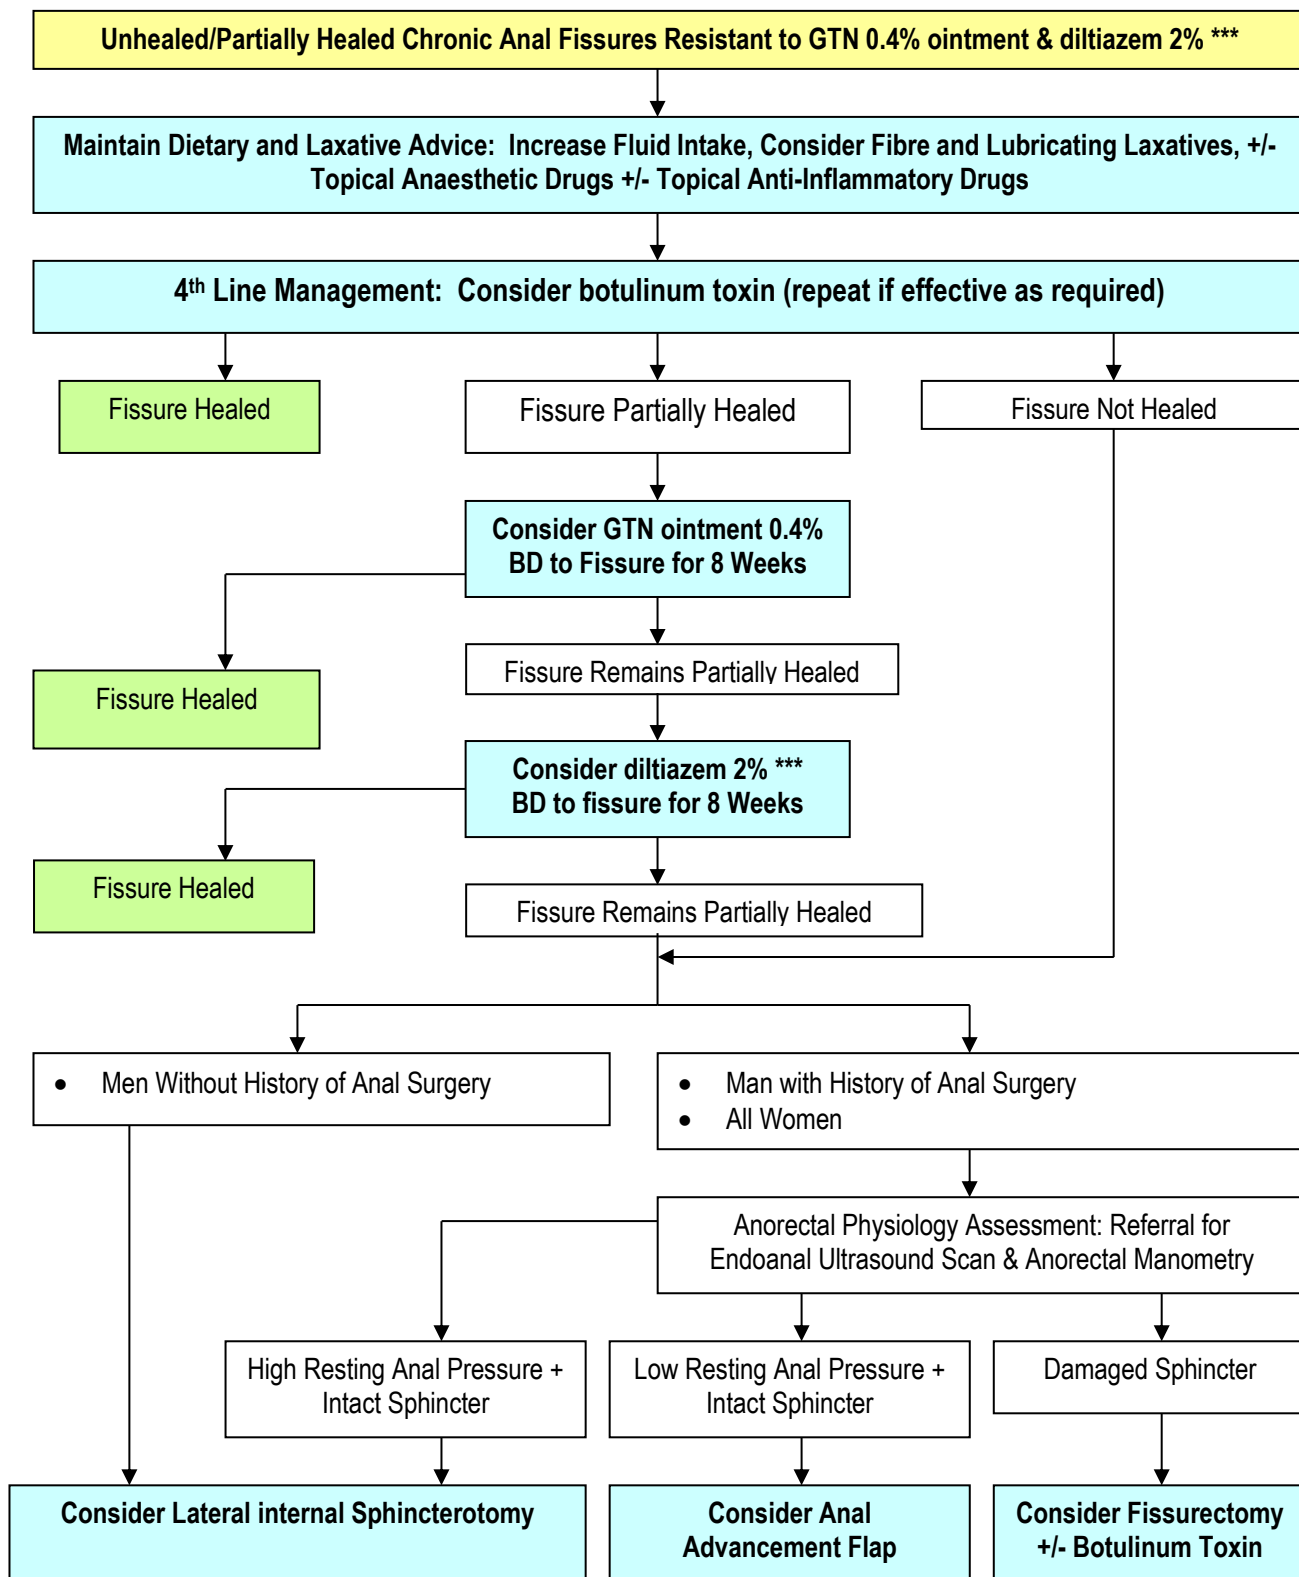 Unhealed/Partially Healed Chronic Anal Fissures Resistant to GTN 0.4% ointment & diltiazem 2% ***
Maintain Dietary and Laxative Advice: Increase Fluid Intake, Consider Fibre and Lubricating Laxatives, +/-
Topical Anaesthetic Drugs +/- Topical Anti-Inflammatory Drugs
4th Line Management: Consider botulinum toxin (repeat if effective as required)
Fissure Healed
Fissure Partially Healed
Fissure Not Healed
Consider GTN ointment 0.4%
BD to Fissure for 8 Weeks
Fissure Remains Partially Healed
Fissure Healed
Consider diltiazem 2% ***
BD to fissure for 8 Weeks
Fissure Healed
Fissure Remains Partially Healed
• Men Without History of Anal Surgery
• Man with History of Anal Surgery
• All Women
Anorectal Physiology Assessment: Referral for
Endoanal Ultrasound Scan & Anorectal Manometry
High Resting Anal Pressure +
Intact Sphincter
Low Resting Anal Pressure +
Intact Sphincter
Damaged Sphincter
Consider Lateral internal Sphincterotomy
Consider Anal
Advancement Flap
Consider Fissurectomy
+/- Botulinum Toxin